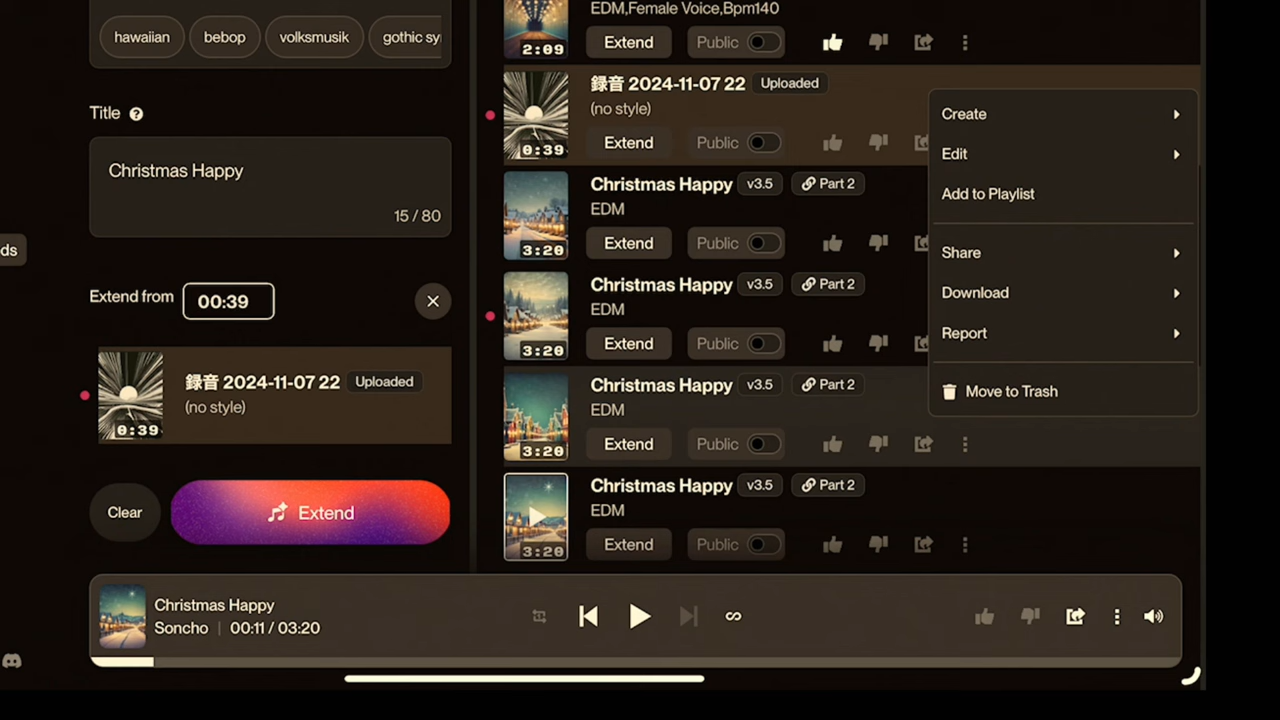 hawaiian bebop volksmusik gothic sy
Title ?
Christmas Happy
15 / 80
ds
Extend from 00:39
録音 2024-11-07 22 Uploaded
(no style)
0:39
Clear Extend
EDM,Female Voice,Bpm140
2:09 Extend Public
録音 2024-11-07 22 Uploaded
(no style)
0:39 Extend Public
Christmas Happy v3.5 Part 2
EDM
3:20 Extend Public
Christmas Happy v3.5 Part 2
EDM
3:20 Extend Public
Christmas Happy v3.5 Part 2
EDM
3:20 Extend Public
Christmas Happy v3.5 Part 2
EDM
3:20 Extend Public
Create
Edit
Add to Playlist
Share
Download
Report
Move to Trash
Christmas Happy
Soncho | 00:11 / 03:20